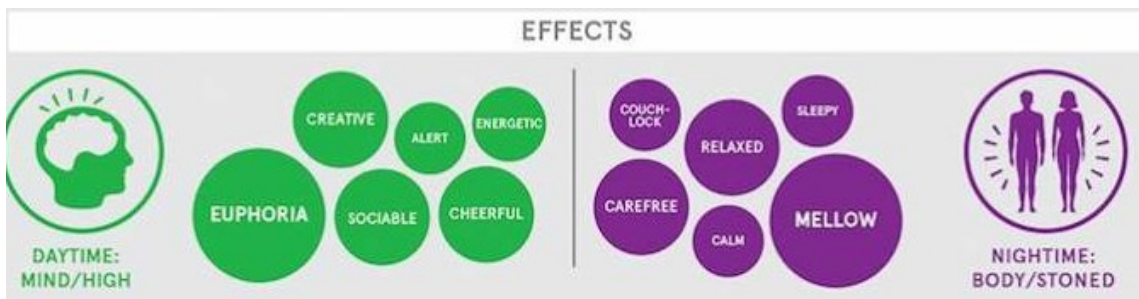 EFFECTS
DAYTIME:
MIND/HIGH
EUPHORIA
CREATIVE
SOCIABLE
ALERT
CHEERFUL
ENERGETIC
COUCH-
LOCK
CAREFREE
RELAXED
CALM
SLEEPY
MELLOW
NIGHTIME:
BODY/STONED